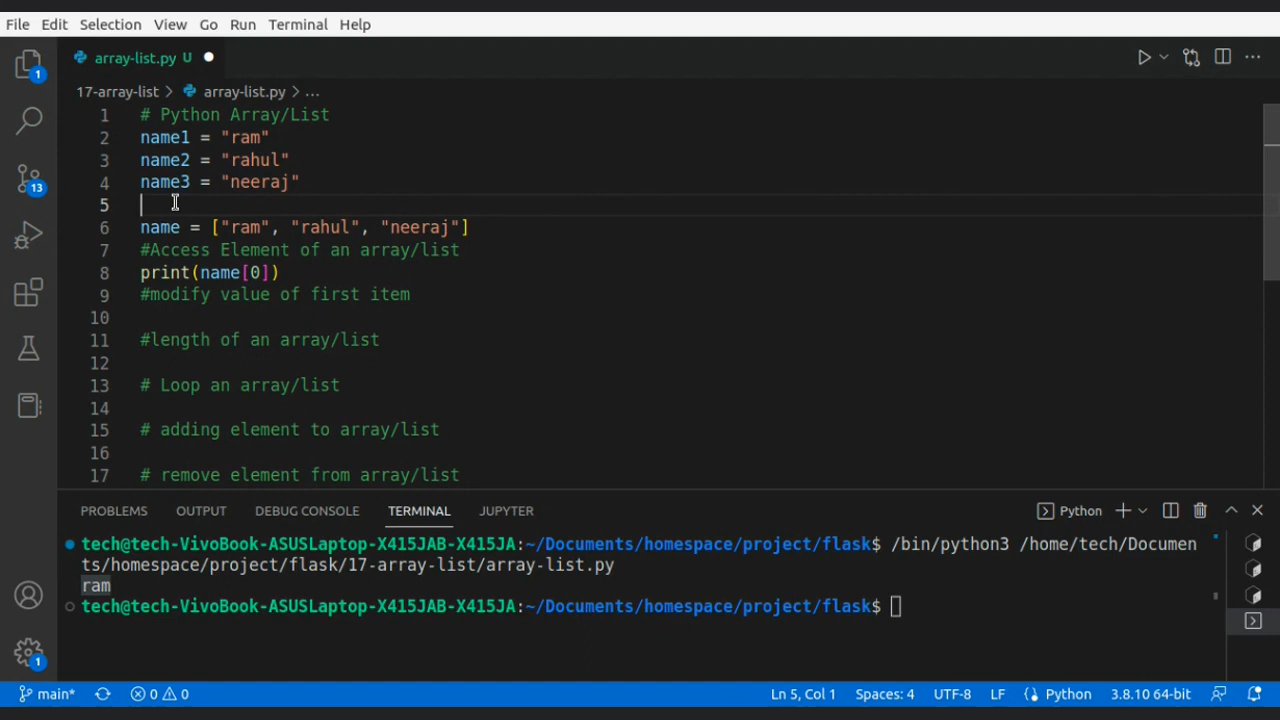 File Edit Selection View Go Run Terminal Help
array-list.py U
17-array-list > array-list.py > ...
1 # Python Array/List
2 name1 = "ram"
3 name2 = "rahul"
4 name3 = "neeraj"
5
6 name = ["ram", "rahul", "neeraj"]
7 #Access Element of an array/list
8 print(name[0])
9 #modify value of first item
10
11 #length of an array/list
12
13 # Loop an array/list
14
15 # adding element to array/list
16
17 # remove element from array/list
1
13
1
PROBLEMS OUTPUT DEBUG CONSOLE TERMINAL JUPYTER Python
tech@tech-VivoBook-ASUSLaptop-X415JAB-X415JA:~/Documents/homespace/project/flask$ /bin/python3 /home/tech/Documen
ts/homespace/project/flask/17-array-list/array-list.py
ram
tech@tech-VivoBook-ASUSLaptop-X415JAB-X415JA:~/Documents/homespace/project/flask$
main* 0 0 Ln 5, Col 1 Spaces: 4 UTF-8 LF Python 3.8.10 64-bit